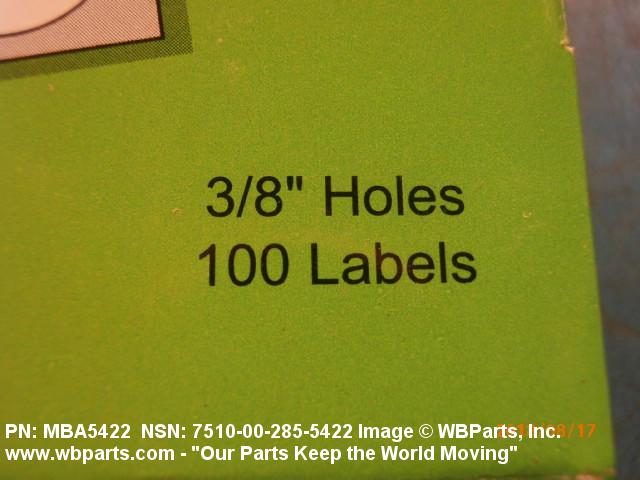 3/8" Holes
100 Labels
PN: MBA5422 NSN: 7510-00-285-5422 Image © WBParts, Inc.
www.wbparts.com - "Our Parts Keep the World Moving"